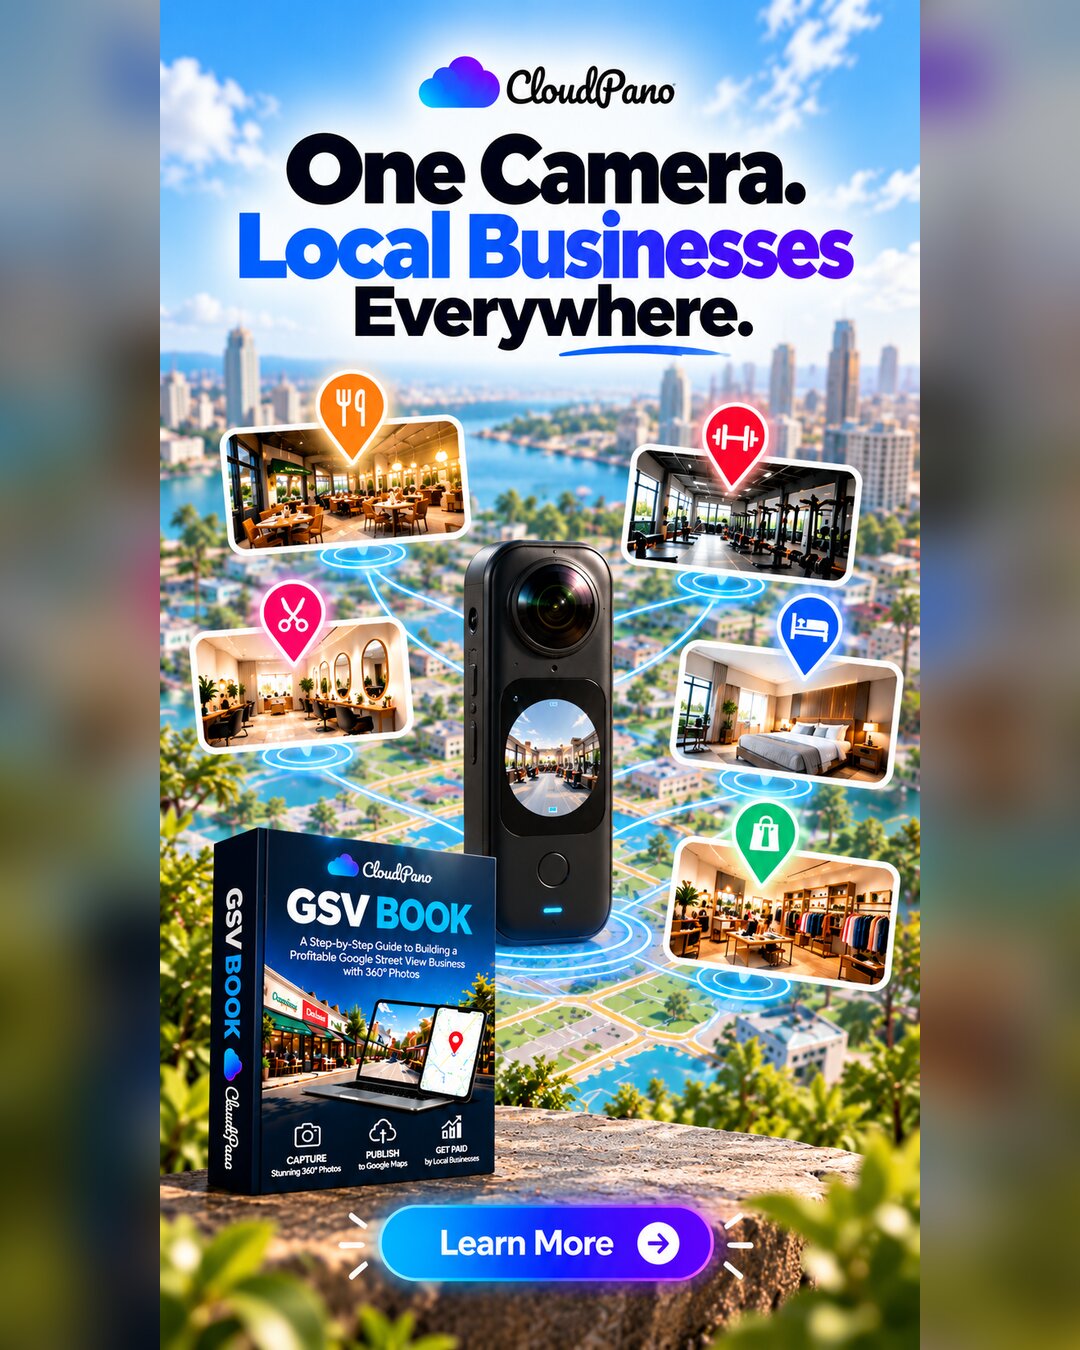 CloudPano
One Camera.
Local Businesses
Everywhere.
CloudPano
GSV BOOK
A Step-by-Step Guide to Building a
Profitable Google Street View Business
with 360° Photos
CAPTURE
Stunning 360° Photos
PUBLISH
to Google Maps
GET PAID
by Local Businesses
GSV BOOK
CloudPano
Learn More